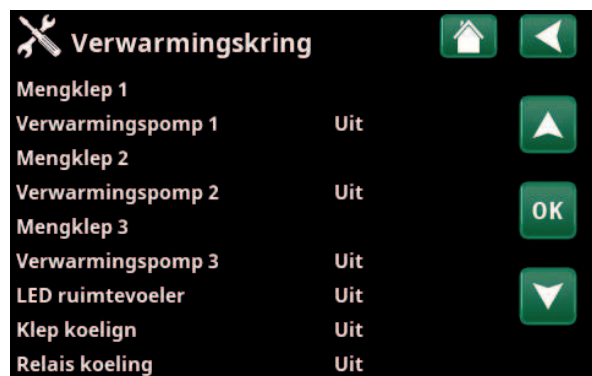 Verwarmingskring
Mengklep 1
Verwarmingspomp 1 Uit
Mengklep 2
Verwarmingspomp 2 Uit
Mengklep 3
Verwarmingspomp 3 Uit
LED ruimtevoeler Uit
Klep koelign Uit
Relais koeling Uit
OK